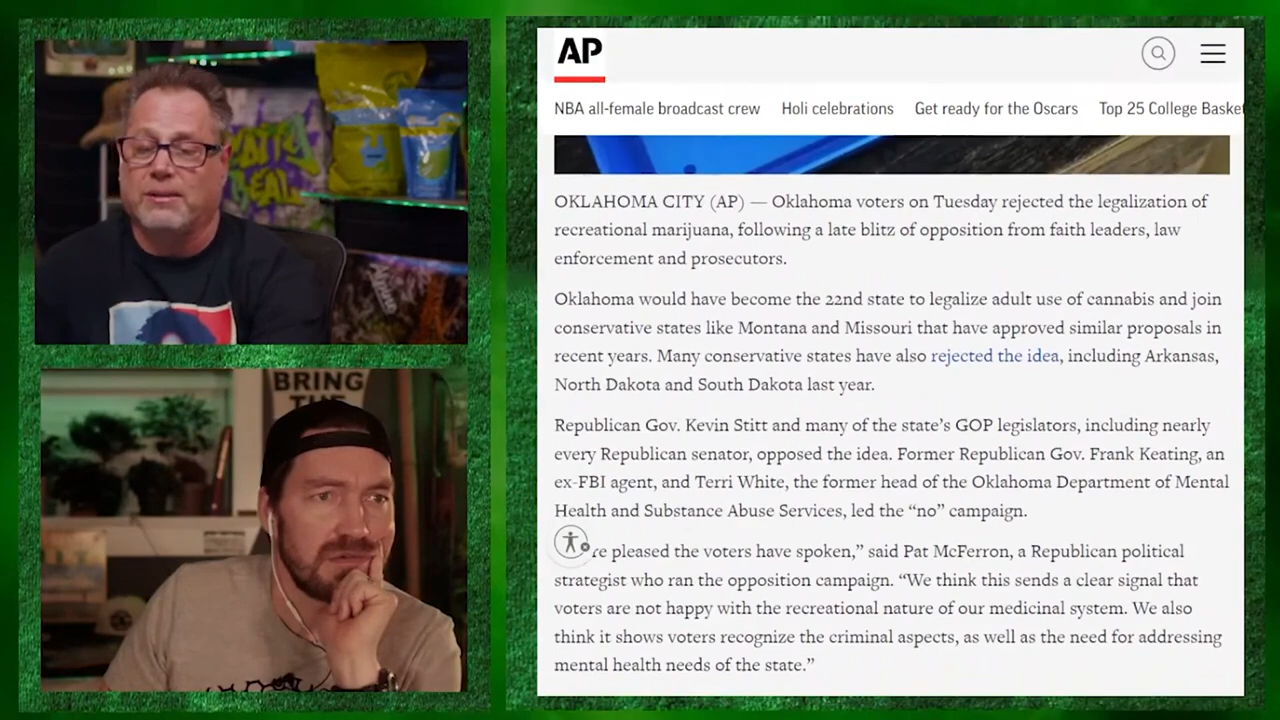 BRING
THE
AP
NBA all-female broadcast crew Holi celebrations Get ready for the Oscars Top 25 College Basket
OKLAHOMA CITY (AP) — Oklahoma voters on Tuesday rejected the legalization of
recreational marijuana, following a late blitz of opposition from faith leaders, law
enforcement and prosecutors.
Oklahoma would have become the 22nd state to legalize adult use of cannabis and join
conservative states like Montana and Missouri that have approved similar proposals in
recent years. Many conservative states have also rejected the idea, including Arkansas,
North Dakota and South Dakota last year.
Republican Gov. Kevin Stitt and many of the state’s GOP legislators, including nearly
every Republican senator, opposed the idea. Former Republican Gov. Frank Keating, an
ex-FBI agent, and Terri White, the former head of the Oklahoma Department of Mental
Health and Substance Abuse Services, led the “no” campaign.
re pleased the voters have spoken,” said Pat McFerron, a Republican political
strategist who ran the opposition campaign. “We think this sends a clear signal that
voters are not happy with the recreational nature of our medicinal system. We also
think it shows voters recognize the criminal aspects, as well as the need for addressing
mental health needs of the state.”